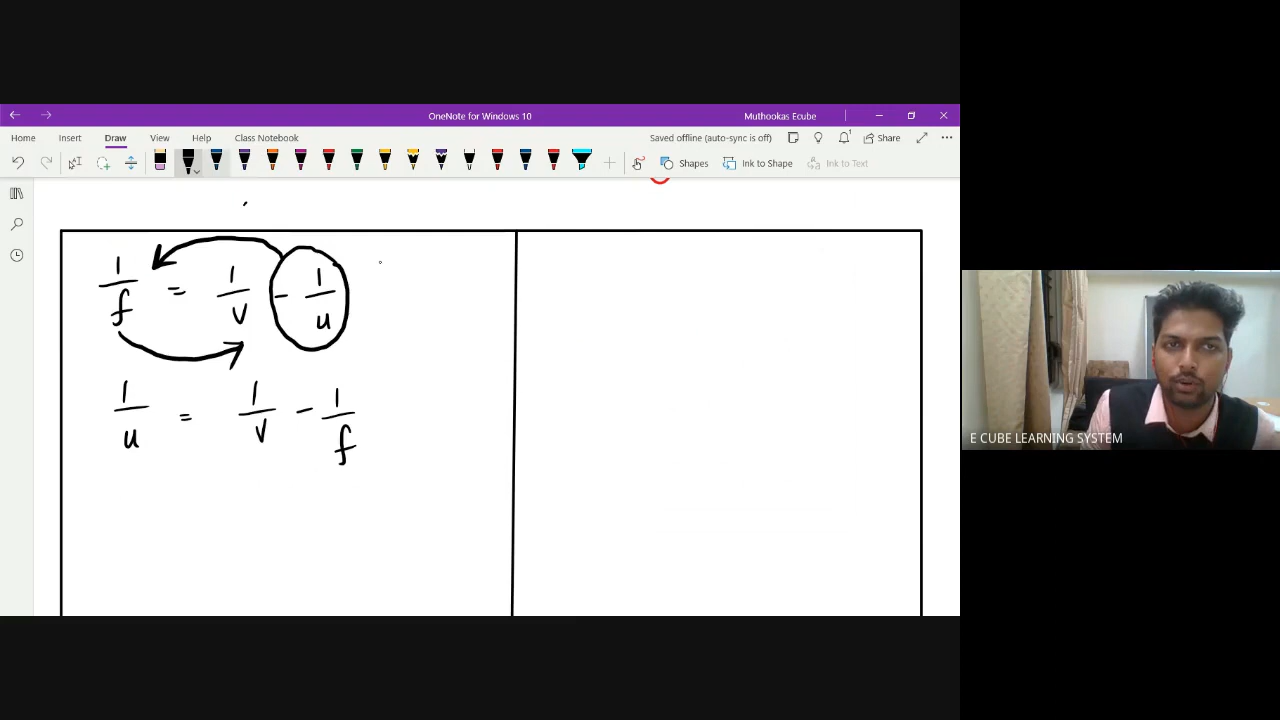 OneNote for Windows 10
Muthookas Ecube
Home Insert Draw View Help Class Notebook
Saved offline (auto-sync is off)
Share
Shapes
Ink to Shape
Ink to Text
1/f = 1/v - 1/u
1/u = 1/v - 1/f
E CUBE LEARNING SYSTEM